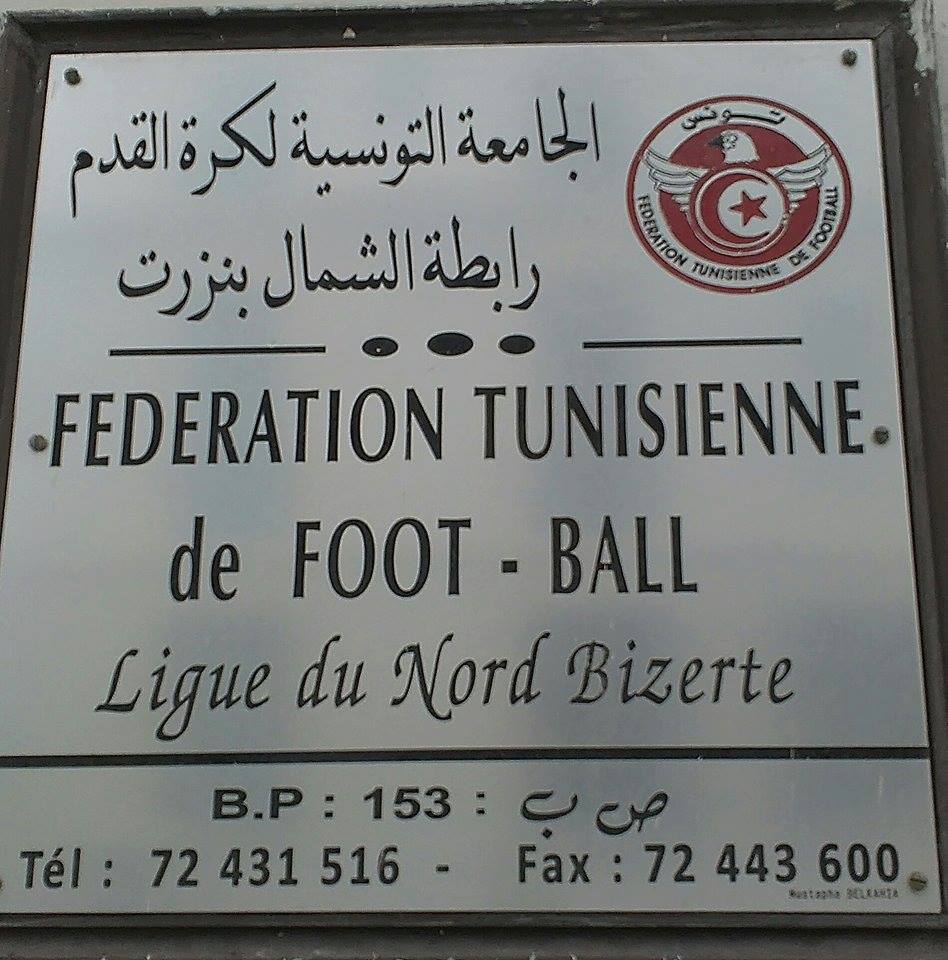 الجامعة التونسية لكرة القدم
رابطة الشمال بنزرت
تونس
FEDERATION TUNISIENNE DE FOOTBALL
FEDERATION TUNISIENNE
de FOOT - BALL
Ligue du Nord Bizerte
B.P : 153 : ص ب
Tél : 72 431 516 - Fax : 72 443 600
Mustapha BELKAHIA